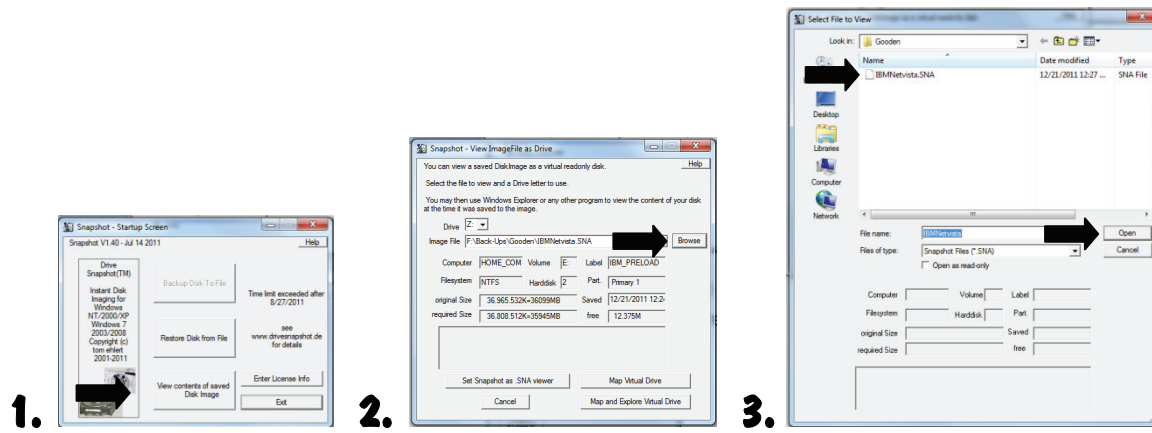 1.
Snapshot - Startup Screen
Snapshot V1.40 - Jul 14 2011
Help
Drive
Snapshot(TM)
Instant Disk
Imaging for
Windows
NT/2000/XP
Windows 7
2003/2008
Copyright (c)
tom ehlert
2001-2011
Backup Disk To File
Restore Disk from File
View contents of saved
Disk Image
Time limit exceeded after
8/27/2011
see
www.drivesnapshot.de
for details
Enter License Info
Exit
2.
Snapshot - View ImageFile as Drive
You can view a saved DiskImage as a virtual readonly disk.
Help
Select the file to view and a Drive letter to use.
You may then use Windows Explorer or any other program to view the content of your disk
at the time it was saved to the image.
Drive Z:
Image File F:\Back-Ups\Gooden\IBMNetvista.SNA Browse
Computer HOME_COM Volume E: Label IBM_PRELOAD
Filesystem NTFS Harddisk 2 Part. Primary 1
original Size 36.965.532K=36099MB Saved 12/21/2011 12:2
required Size 36.808.512K=35945MB free 12.375M
Set Snapshot as .SNA viewer Map Virtual Drive
Cancel Map and Explore Virtual Drive
3.
Select File to View
Look in: Gooden
Name Date modified Type
IBMNetvista.SNA 12/21/2011 12:27 ... SNA File
Desktop
Libraries
Computer
Network
File name: IBMNetvista Open
Files of type: Snapshot Files (*.SNA) Cancel
Open as read-only
Computer Volume Label
Filesystem Harddisk Part.
original Size Saved
required Size free